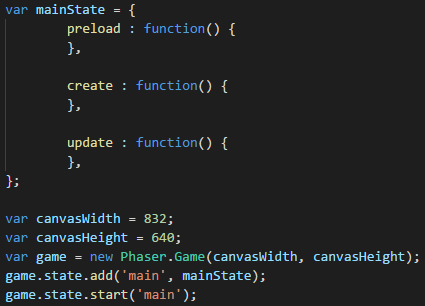 var mainState = {
preload : function() {
},
create : function() {
},
update : function() {
},
};
var canvasWidth = 832;
var canvasHeight = 640;
var game = new Phaser.Game(canvasWidth, canvasHeight);
game.state.add('main', mainState);
game.state.start('main');